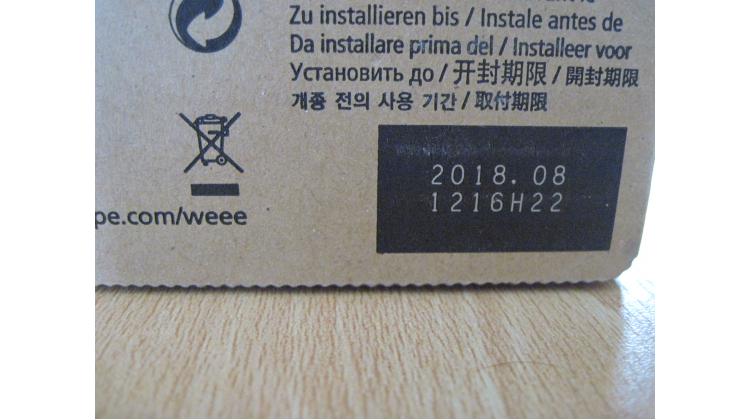 Zu installieren bis / Instale antes de
Da installare prima del / Installeer voor
Установить до / 开封期限 / 開封期限
개봉 전의 사용 기간 / 取付期限
2018.08
1216H22
pe.com/weee